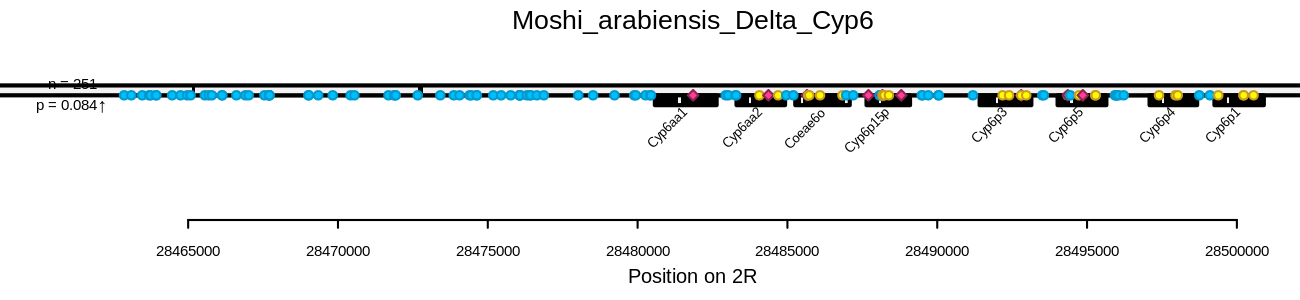 Moshi_arabiensis_Delta_Cyp6
n = 251
p = 0.084↑
Cyp6aa1 Cyp6aa2 Coeae6o Cyp6p15p Cyp6p3 Cyp6p5 Cyp6p4 Cyp6p1
28465000 28470000 28475000 28480000 28485000 28490000 28495000 28500000
Position on 2R